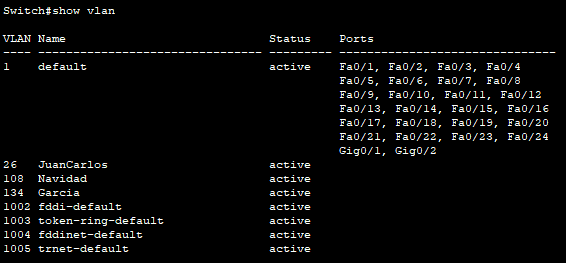 Switch#show vlan
VLAN Name                             Status    Ports
---- -------------------------------- --------- -------------------------------
1    default                          active    Fa0/1, Fa0/2, Fa0/3, Fa0/4
                                                Fa0/5, Fa0/6, Fa0/7, Fa0/8
                                                Fa0/9, Fa0/10, Fa0/11, Fa0/12
                                                Fa0/13, Fa0/14, Fa0/15, Fa0/16
                                                Fa0/17, Fa0/18, Fa0/19, Fa0/20
                                                Fa0/21, Fa0/22, Fa0/23, Fa0/24
                                                Gig0/1, Gig0/2
26   JuanCarlos                       active
108  Navidad                          active
134  Garcia                           active
1002 fddi-default                     active
1003 token-ring-default               active
1004 fddinet-default                  active
1005 trnet-default                    active